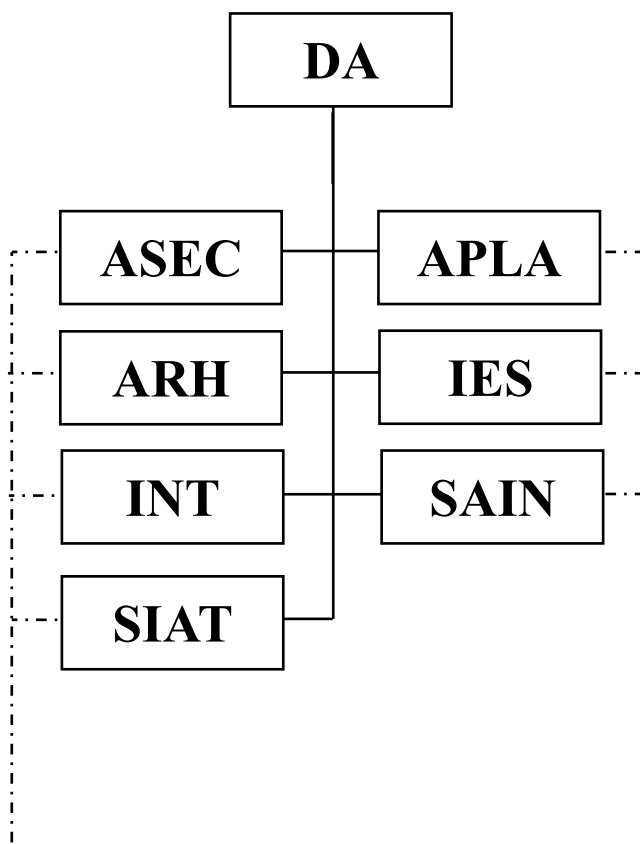 DA
ASEC
APLA
ARH
IES
INT
SAIN
SIAT